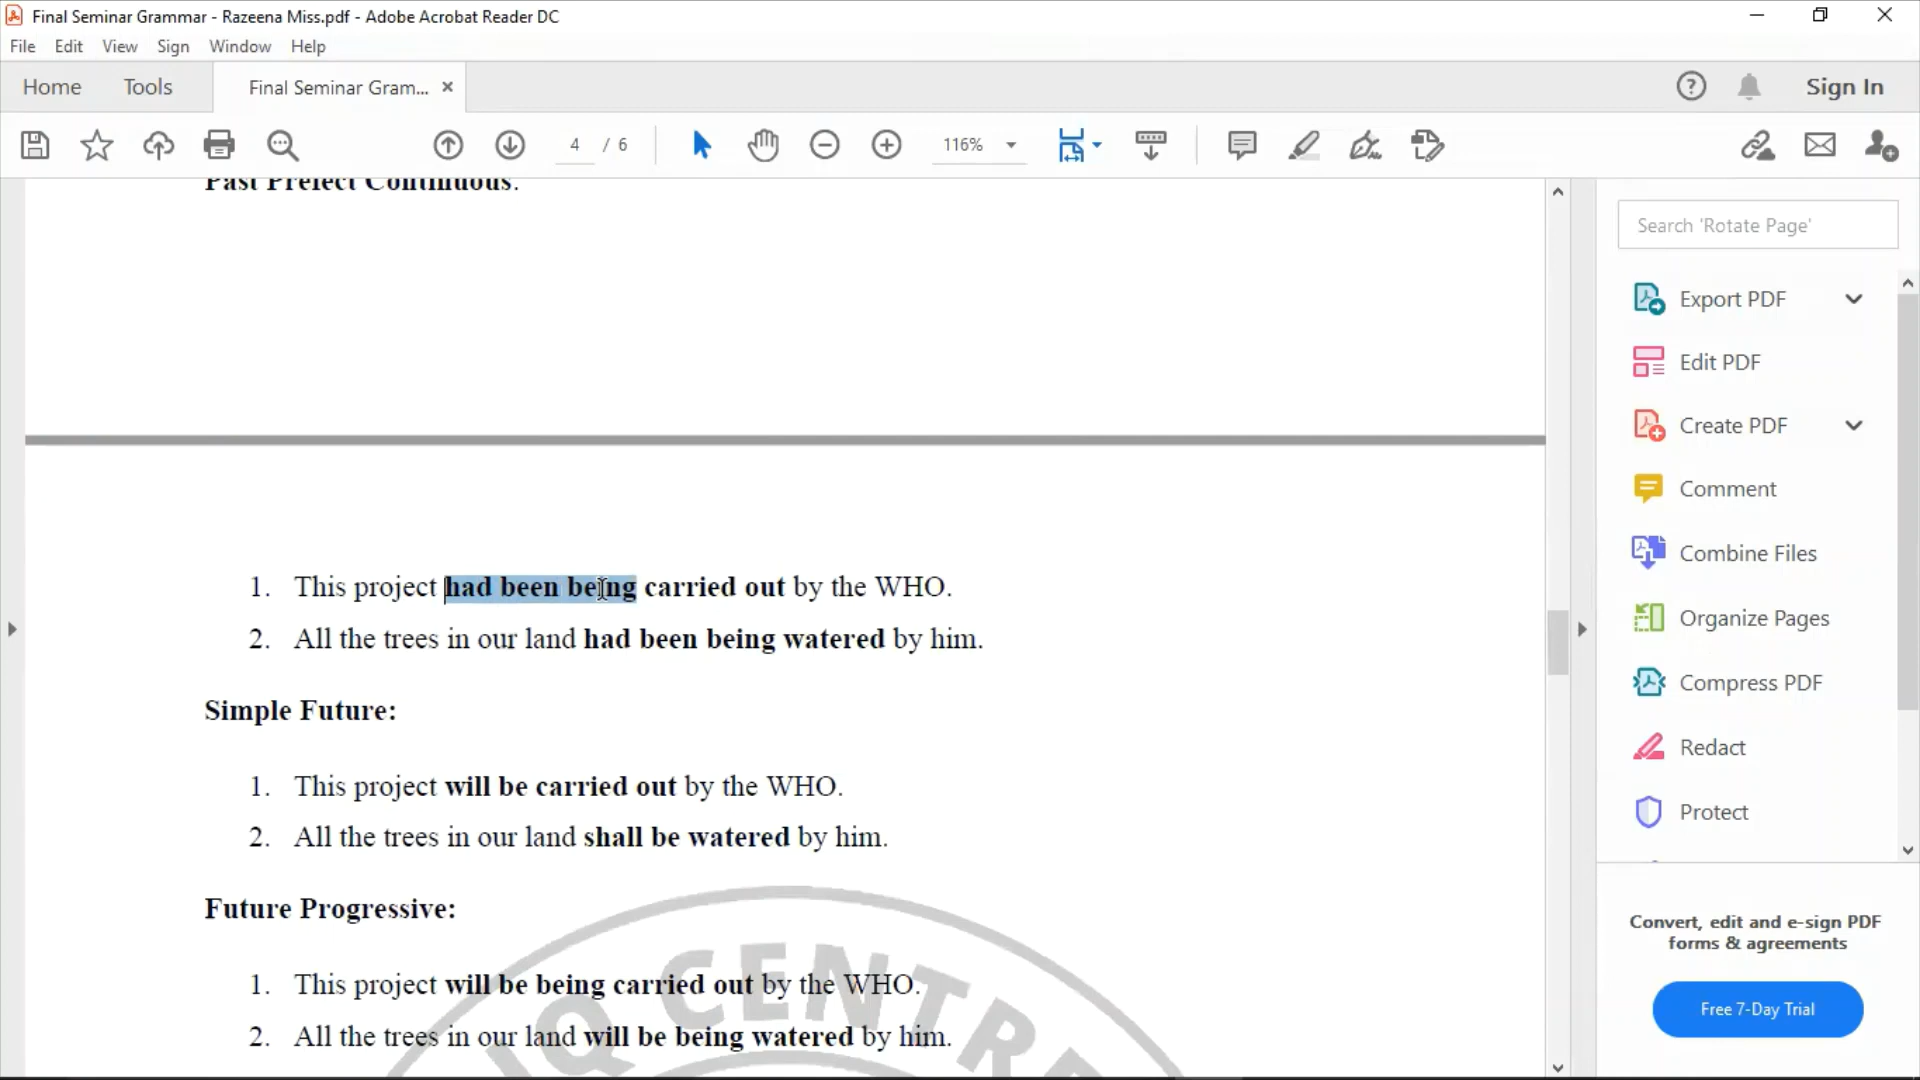 Final Seminar Grammar - Razeena Miss.pdf - Adobe Acrobat Reader DC
File Edit View Sign Window Help
Home Tools Final Seminar Gram... × Sign In
4 / 6 116%
Past Prefect Continuous:
1. This project had been being carried out by the WHO.
2. All the trees in our land had been being watered by him.
Simple Future:
1. This project will be carried out by the WHO.
2. All the trees in our land shall be watered by him.
Future Progressive:
1. This project will be being carried out by the WHO.
2. All the trees in our land will be being watered by him.
IQ CENTRE
Search 'Rotate Page'
Export PDF
Edit PDF
Create PDF
Comment
Combine Files
Organize Pages
Compress PDF
Redact
Protect
Convert, edit and e-sign PDF
forms & agreements
Free 7-Day Trial